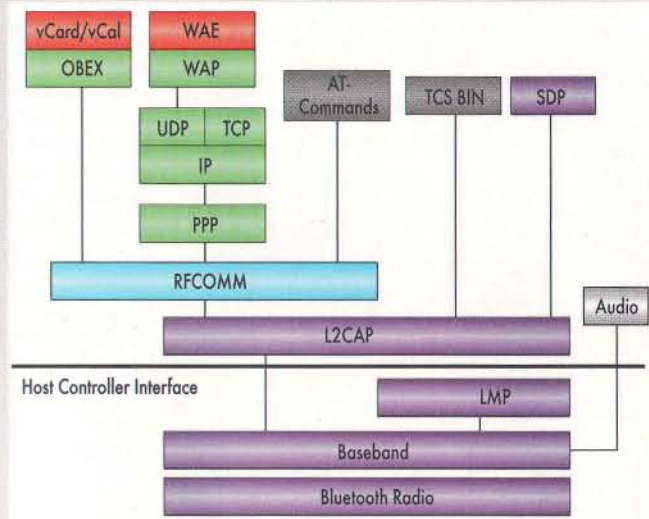 vCard/vCal
OBEX
WAE
WAP
UDP TCP
IP
PPP
AT-
Commands
TCS BIN
SDP
RFCOMM
Audio
L2CAP
Host Controller Interface
LMP
Baseband
Bluetooth Radio